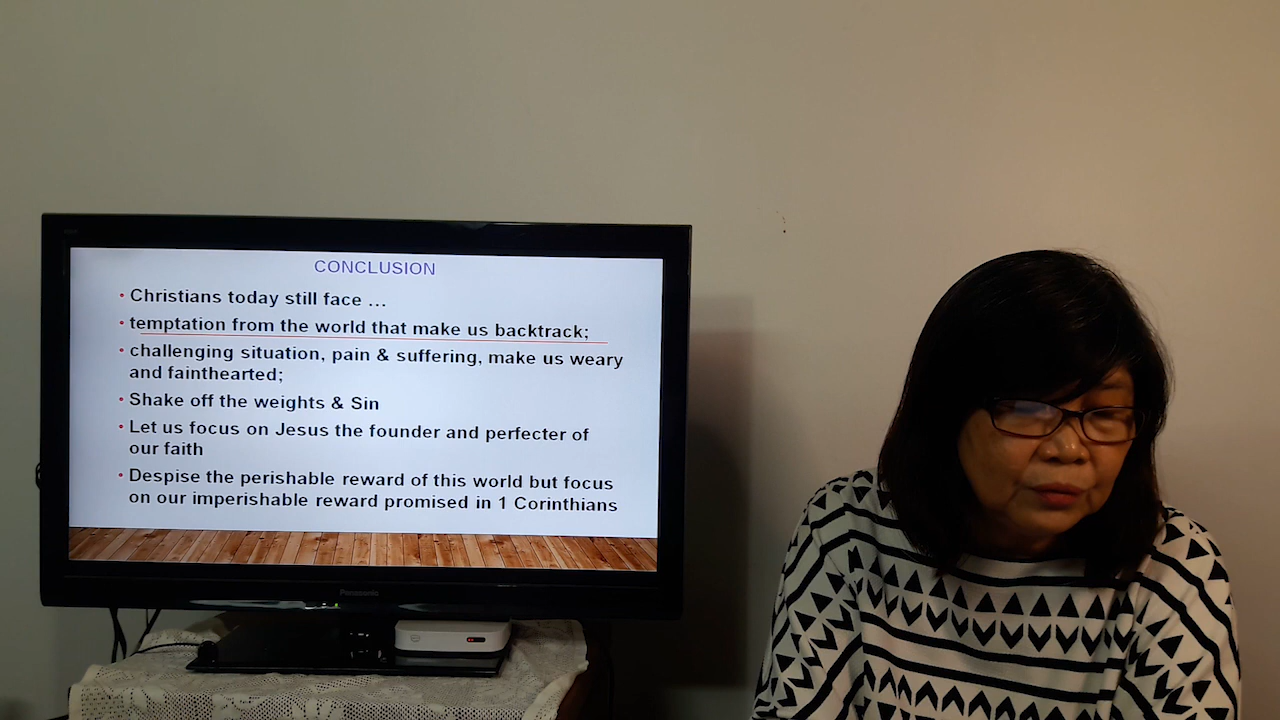 CONCLUSION
• Christians today still face …
• temptation from the world that make us backtrack;
• challenging situation, pain & suffering, make us weary
and fainthearted;
• Shake off the weights & Sin
• Let us focus on Jesus the founder and perfecter of
our faith
• Despise the perishable reward of this world but focus
on our imperishable reward promised in 1 Corinthians
Panasonic